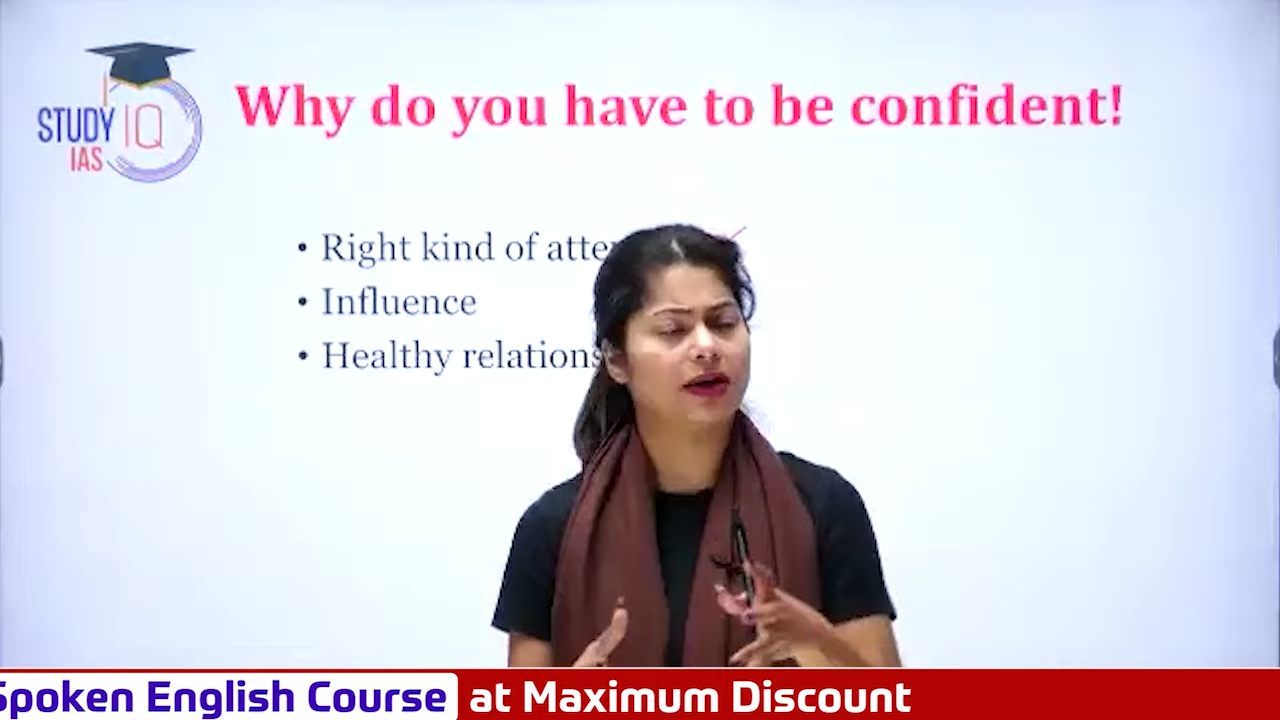 STUDY IQ
IAS
Why do you have to be confident!
• Right kind of
• Influence
• Healthy
Spoken English Course at Maximum Discount